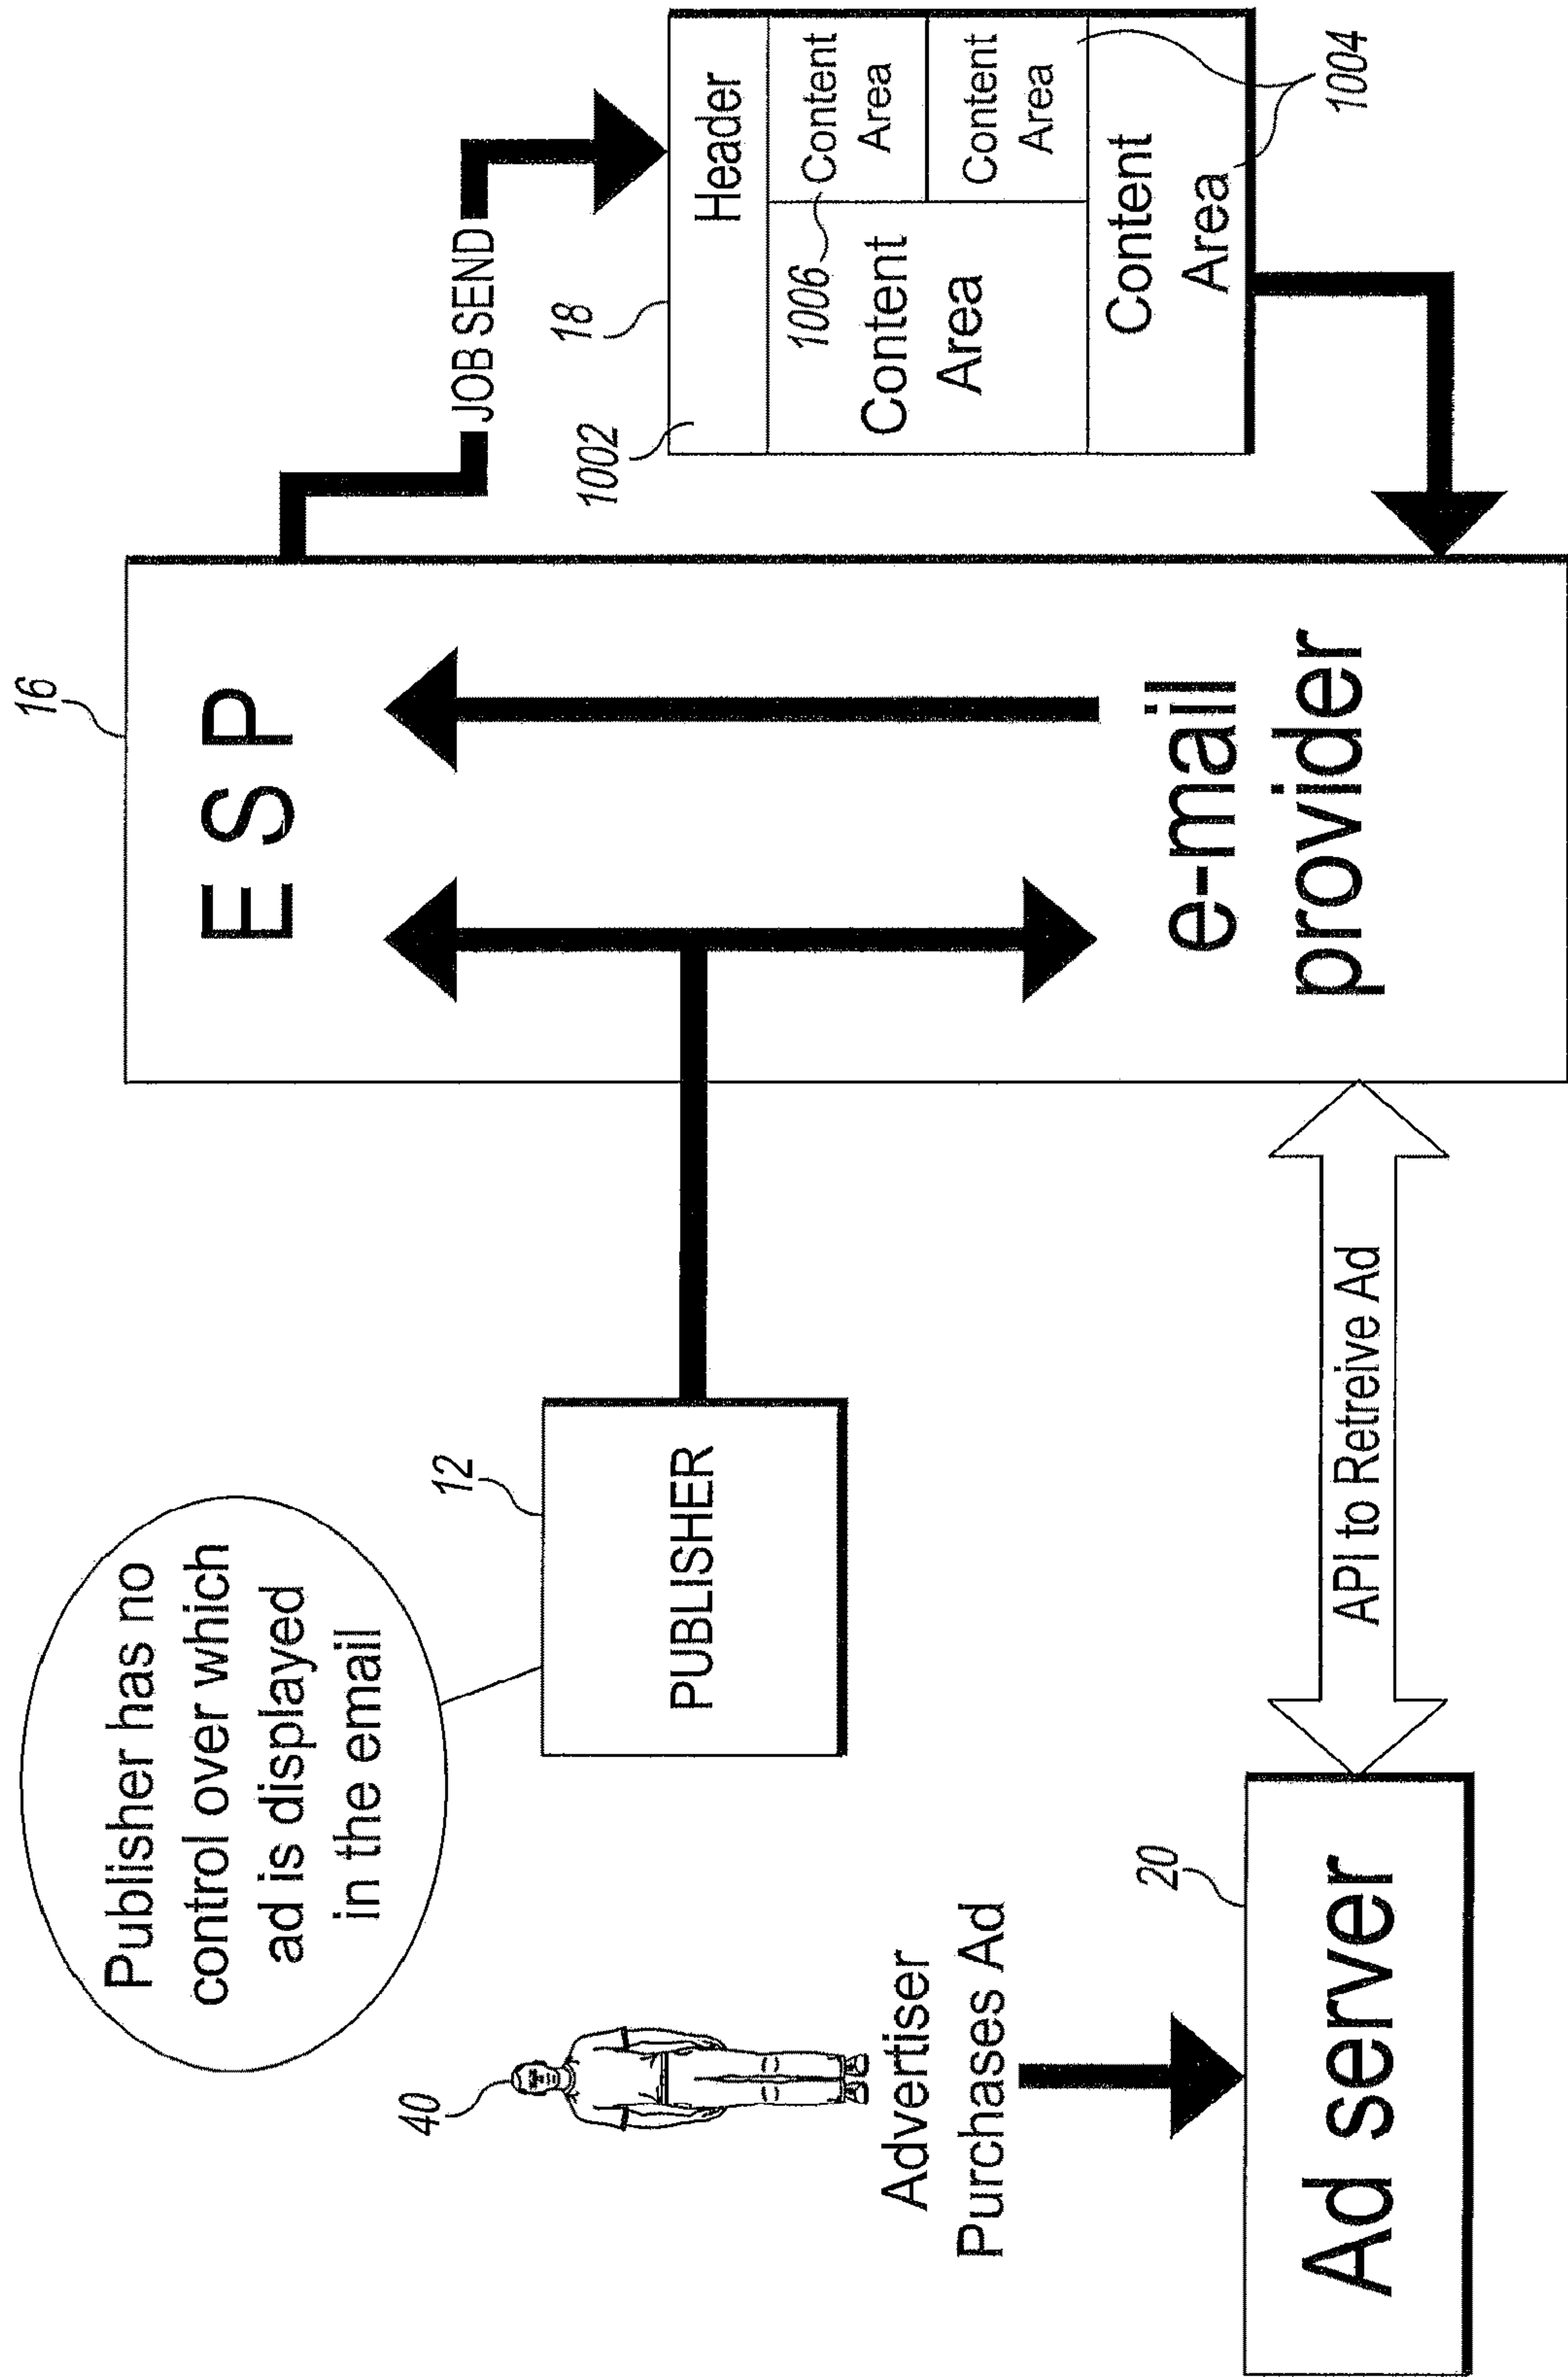 Publisher has no
control over which
ad is displayed
in the email
40
Advertiser
Purchases Ad
20
Ad server
12
PUBLISHER
API to Retreive Ad
16
E S P
e-mail
provider
JOB SEND
18
1002
Header
1006
Content
Area
Content
Area
Content
Area
Content
Area
1004